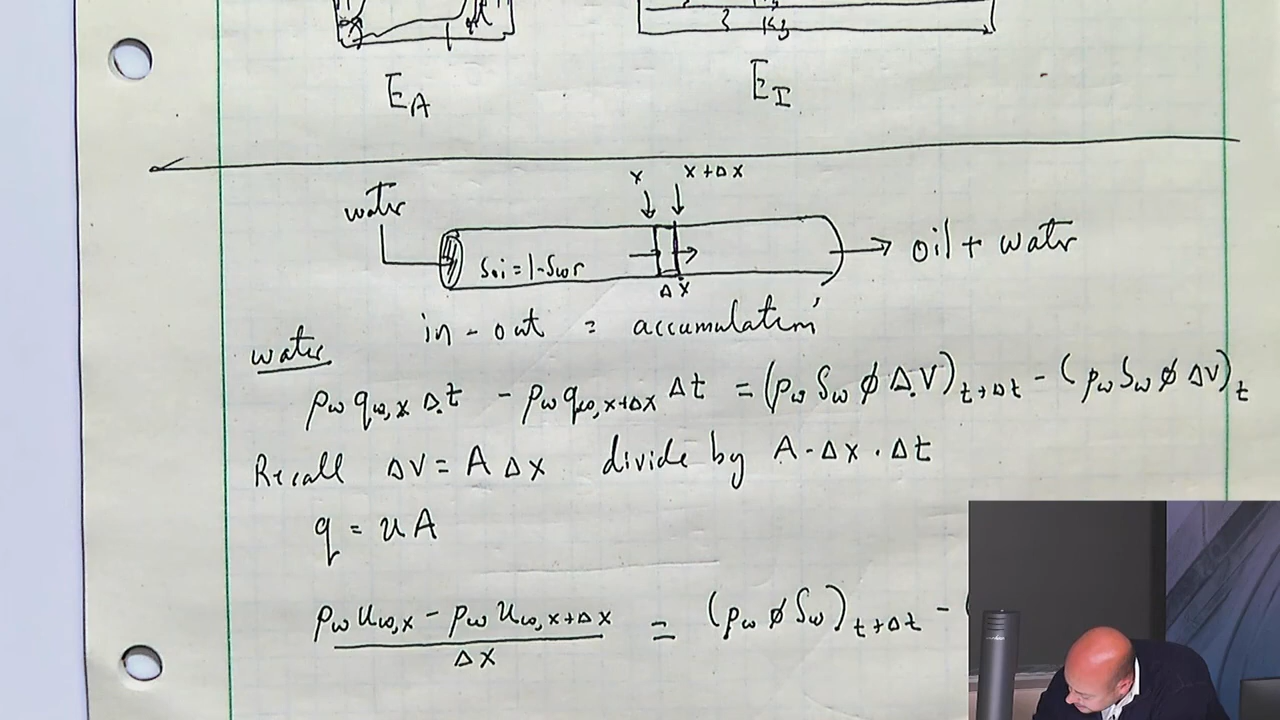 E_A E_I
x x+Δx
water
S_oi = 1-S_wr → oil + water
Δx
in - out = accumulation
water
ρ_w q_w,x Δt - ρ_w q_w,x+Δx Δt = (ρ_w S_w φ ΔV)_t+Δt - (ρ_w S_w φ ΔV)_t
Recall ΔV = A Δx divide by A·Δx·Δt
q = uA
ρ_w u_w,x - ρ_w u_w,x+Δx = (ρ_w φ S_w)_t+Δt -
Δx